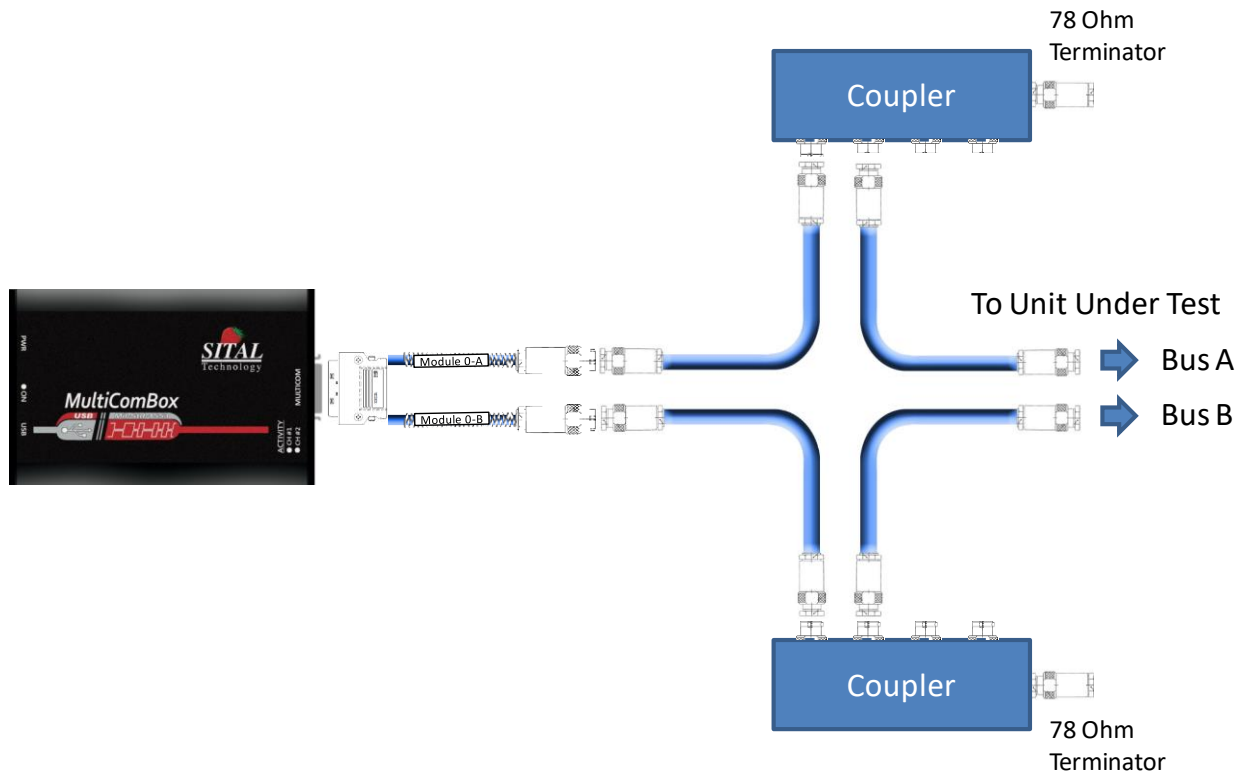 78 Ohm
Terminator
Coupler
To Unit Under Test
Bus A
Bus B
Module 0-A
Module 0-B
PWR
ON
USB
SITAL
Technology
MULTICOM
MultiComBox
USB
ACTIVITY
CH #1
CH #2
Coupler
78 Ohm
Terminator